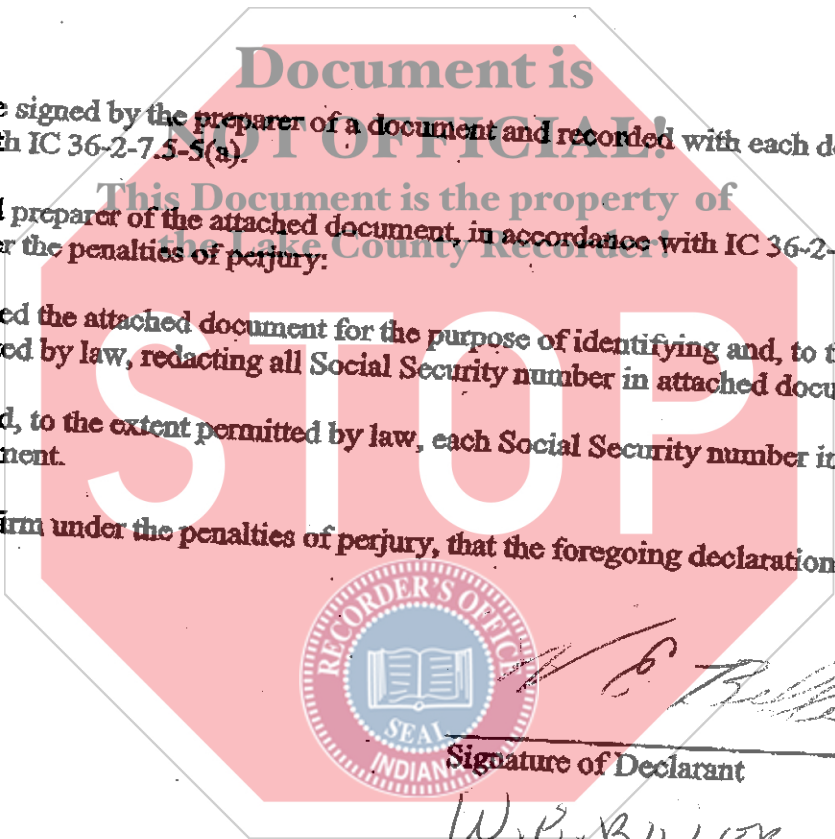 Document is
NOT OFFICIAL!
This Document is the property of
the Lake County Recorder!
STOP
signed by the preparer of a document and recorded with each
IC 36-2-7.5-5(a).
preparer of the attached document, in accordance with IC 36-2-
the penalties of perjury:
the attached document for the purpose of identifying and, to
by law, redacting all Social Security number in attached docu
to the extent permitted by law, each Social Security number in
ment.
irm under the penalties of perjury, that the foregoing declaration
RECORDER'S OFFICE
SEAL
INDIANA
Signature of Declarant